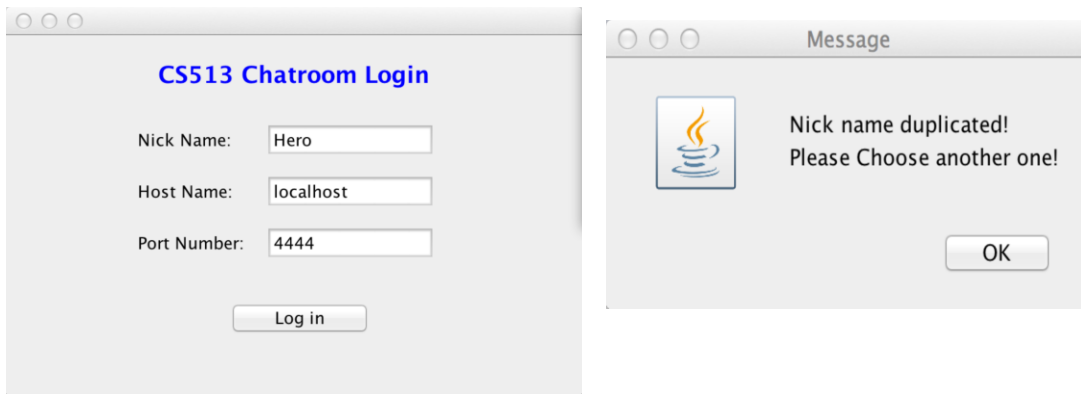 CS513 Chatroom Login
Nick Name: Hero
Host Name: localhost
Port Number: 4444
Log in
Message
Nick name duplicated!
Please Choose another one!
OK